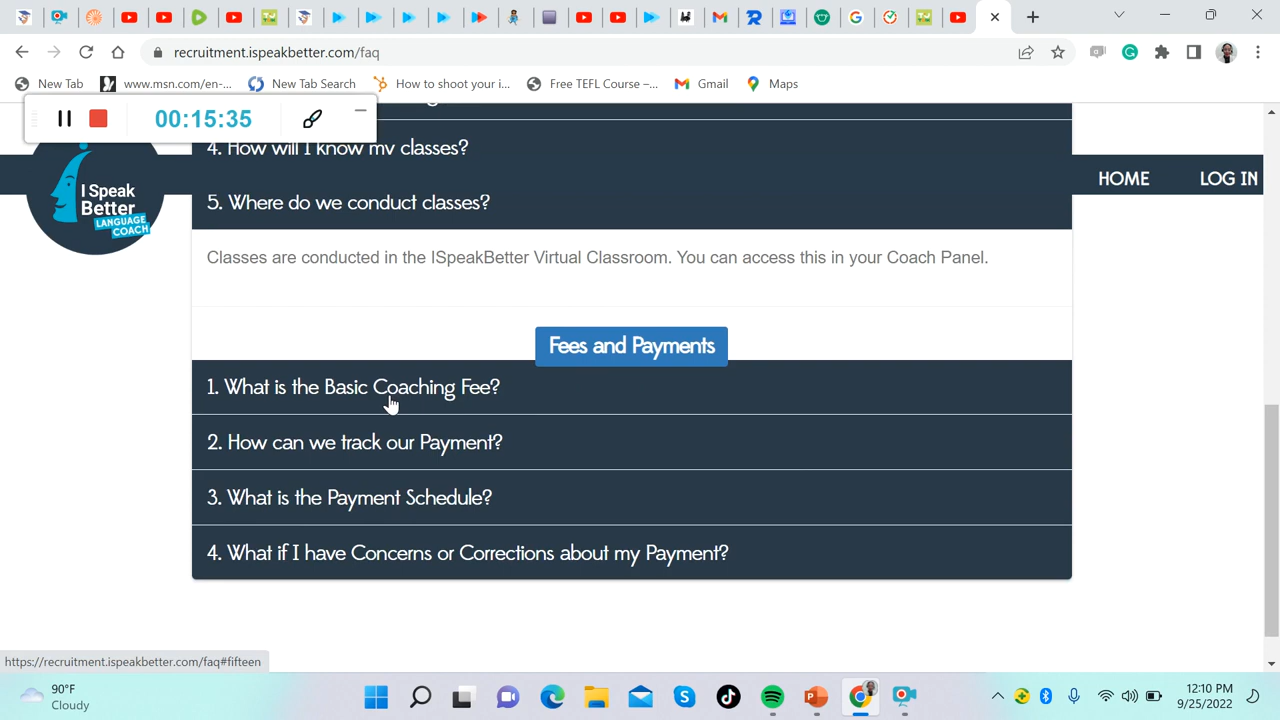 recruitment.ispeakbetter.com/faq
New Tab
www.msn.com/en-...
New Tab Search
How to shoot your i...
Free TEFL Course –...
Gmail
Maps
00:15:35
4. How will I know my classes?
I Speak
Better
LANGUAGE
COACH
HOME
LOG IN
5. Where do we conduct classes?
Classes are conducted in the ISpeakBetter Virtual Classroom. You can access this in your Coach Panel.
Fees and Payments
1. What is the Basic Coaching Fee?
2. How can we track our Payment?
3. What is the Payment Schedule?
4. What if I have Concerns or Corrections about my Payment?
https://recruitment.ispeakbetter.com/faq#fifteen
90°F
Cloudy
12:10 PM
9/25/2022